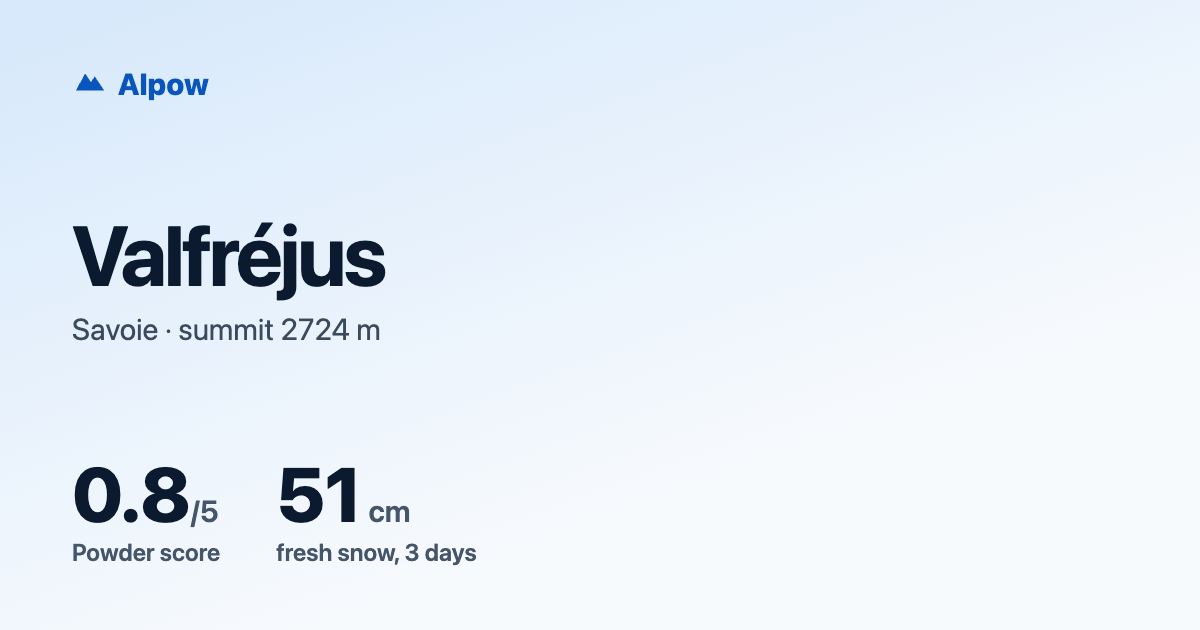 Alpow
Valfréjus
Savoie · summit 2724 m
0.8/5
Powder score
51 cm
fresh snow, 3 days